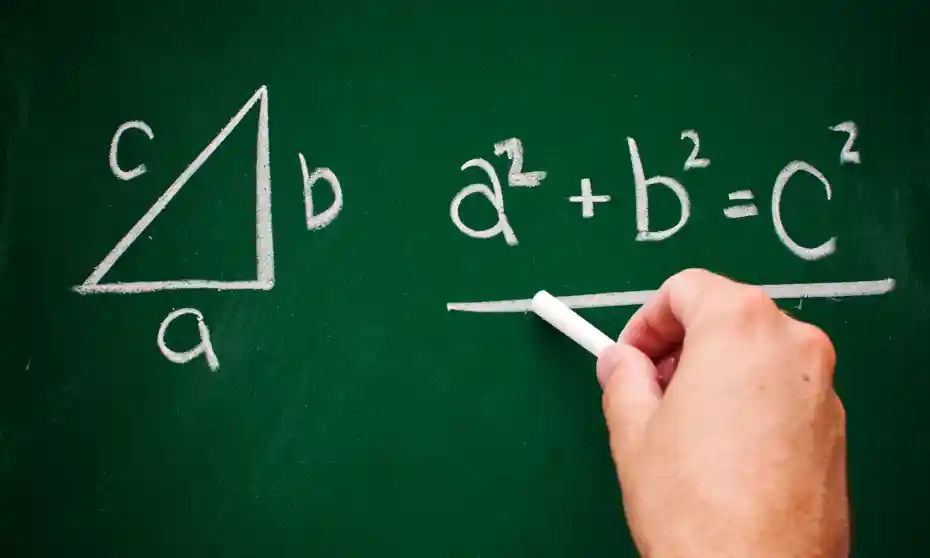 c
b
a
a² + b² = c²